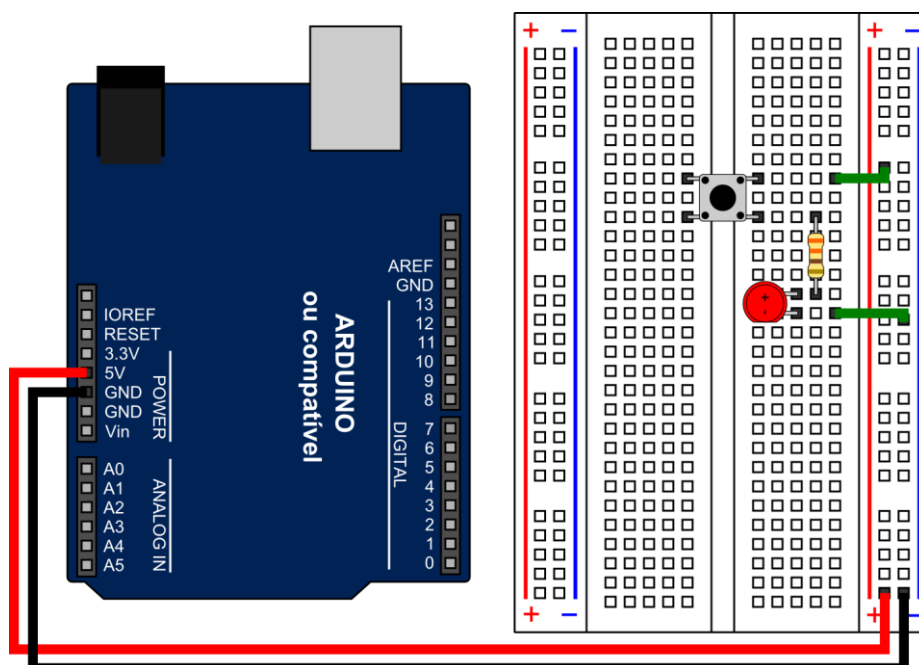 + −
+ −
AREF
GND
13
12
11
10
9
8
7
6
5
4
3
2
1
0
DIGITAL
ARDUINO
ou compatível
IOREF
RESET
3.3V
5V
GND
GND
Vin
POWER
A0
A1
A2
A3
A4
A5
ANALOG IN
+
-
+ −
+ −